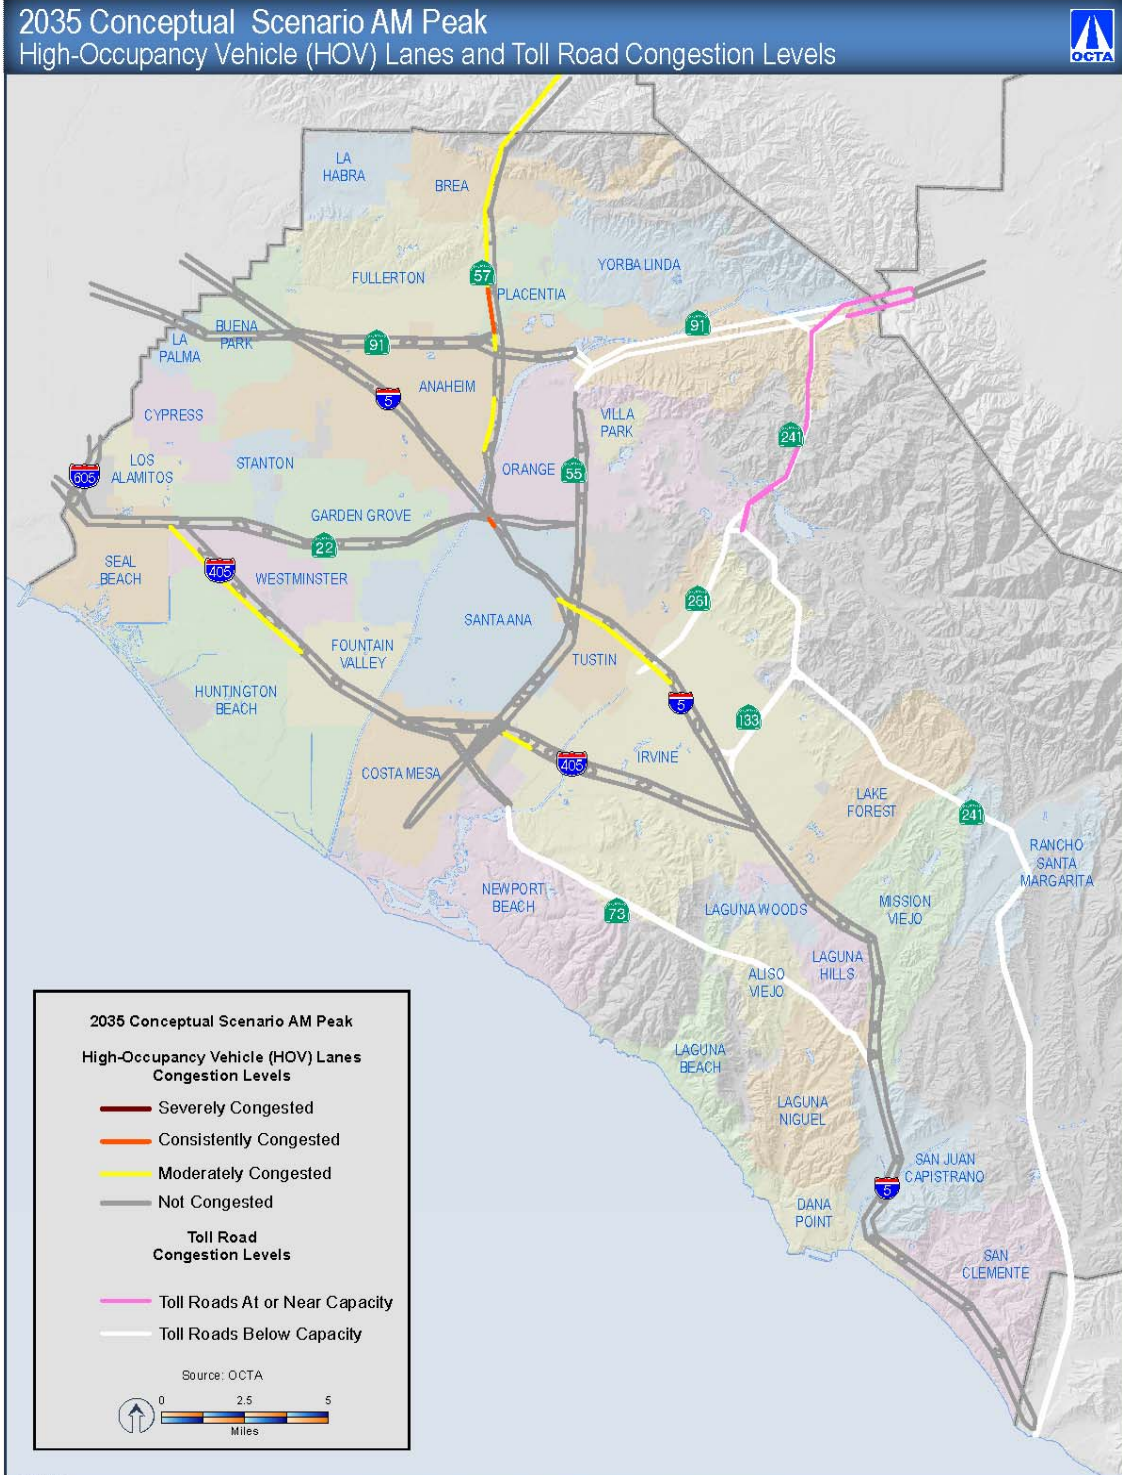 2035 Conceptual Scenario AM Peak
High-Occupancy Vehicle (HOV) Lanes and Toll Road Congestion Levels
OCTA
LA
HABRA
BREA
FULLERTON
57
PLACENTIA
YORBA LINDA
BUENA
PARK
LA
PALMA
91
91
ANAHEIM
5
CYPRESS
VILLA
PARK
241
LOS
ALAMITOS
STANTON
ORANGE
55
605
GARDEN GROVE
22
SEAL
BEACH
405
WESTMINSTER
261
SANTA ANA
FOUNTAIN
VALLEY
TUSTIN
HUNTINGTON
BEACH
5
133
IRVINE
405
COSTA MESA
LAKE
FOREST
241
RANCHO
SANTA
MARGARITA
NEWPORT
BEACH
73
LAGUNA WOODS
MISSION
VIEJO
LAGUNA
HILLS
ALISO
VIEJO
LAGUNA
BEACH
LAGUNA
NIGUEL
SAN JUAN
CAPISTRANO
5
DANA
POINT
SAN
CLEMENTE
2035 Conceptual Scenario AM Peak
High-Occupancy Vehicle (HOV) Lanes
Congestion Levels
Severely Congested
Consistently Congested
Moderately Congested
Not Congested
Toll Road
Congestion Levels
Toll Roads At or Near Capacity
Toll Roads Below Capacity
Source: OCTA
0 2.5 5
Miles